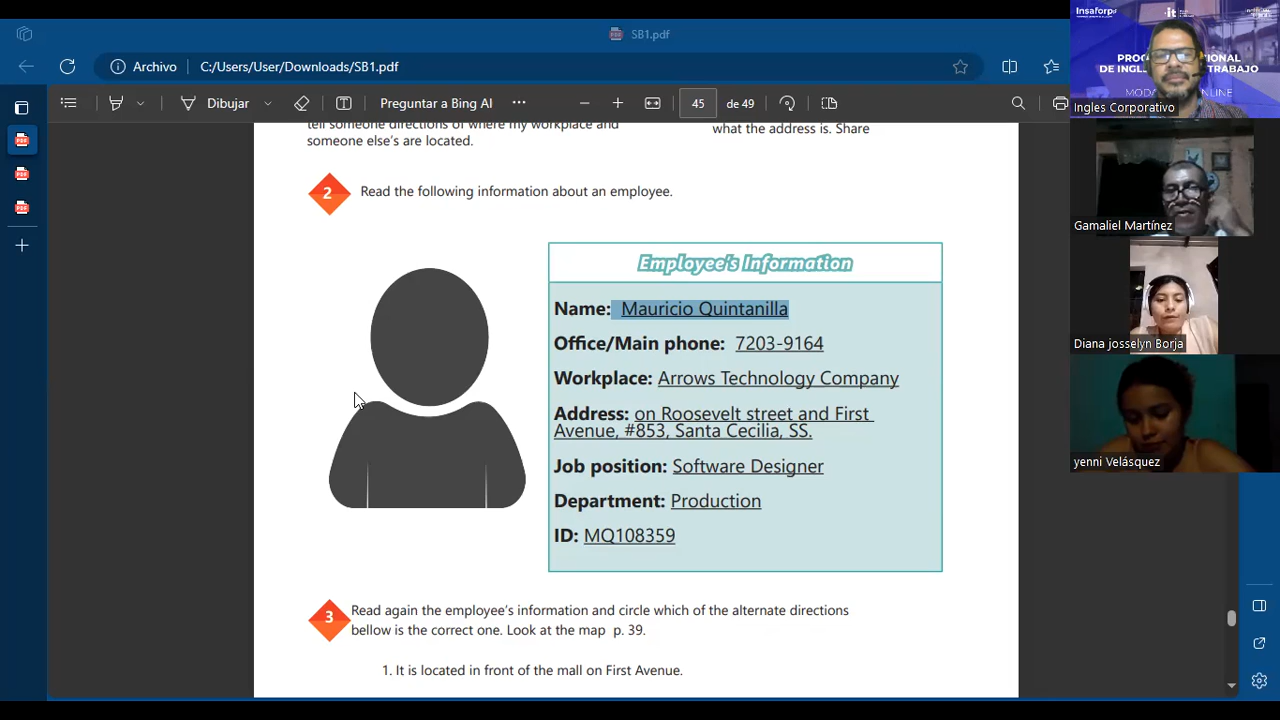 SB1.pdf
Archivo
C:/Users/User/Downloads/SB1.pdf
Dibujar
Preguntar a Bing AI
45
de 49
tell someone directions of where my workplace and
someone else's are located.
what the address is. Share
2
Read the following information about an employee.
Employee's Information
Name: Mauricio Quintanilla
Office/Main phone: 7203-9164
Workplace: Arrows Technology Company
Address: on Roosevelt street and First
Avenue, #853, Santa Cecilia, SS.
Job position: Software Designer
Department: Production
ID: MQ108359
3
Read again the employee's information and circle which of the alternate directions
bellow is the correct one. Look at the map p. 39.
1. It is located in front of the mall on First Avenue.
Insaforp
it
Ingles Corporativo
Gamaliel Martínez
Diana josselyn Borja
yenni Velásquez